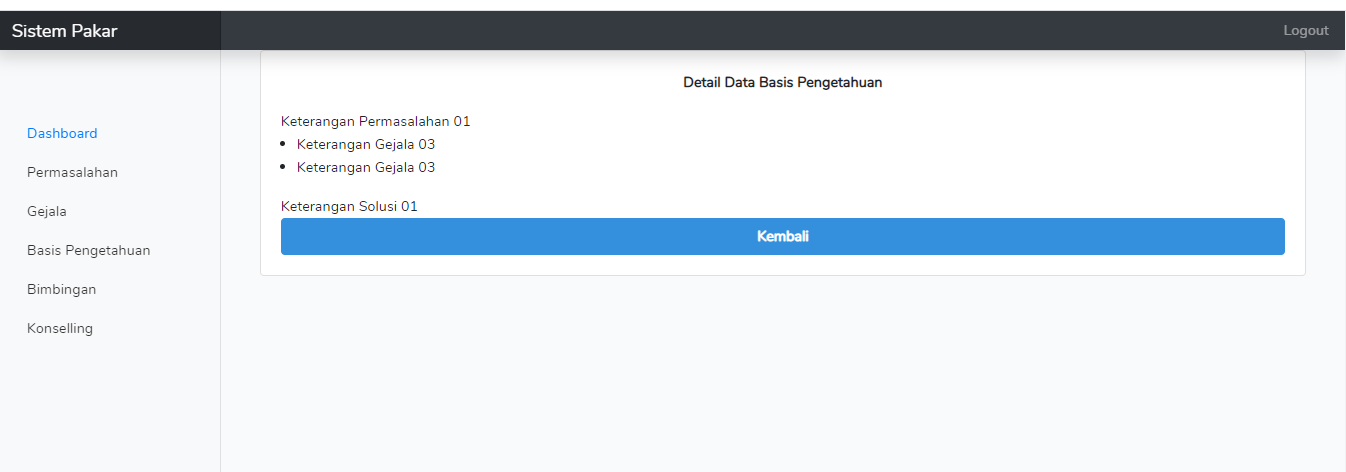 Sistem Pakar
Logout
Dashboard
Permasalahan
Gejala
Basis Pengetahuan
Bimbingan
Konselling
Detail Data Basis Pengetahuan
Keterangan Permasalahan 01
Keterangan Gejala 03
Keterangan Gejala 03
Keterangan Solusi 01
Kembali